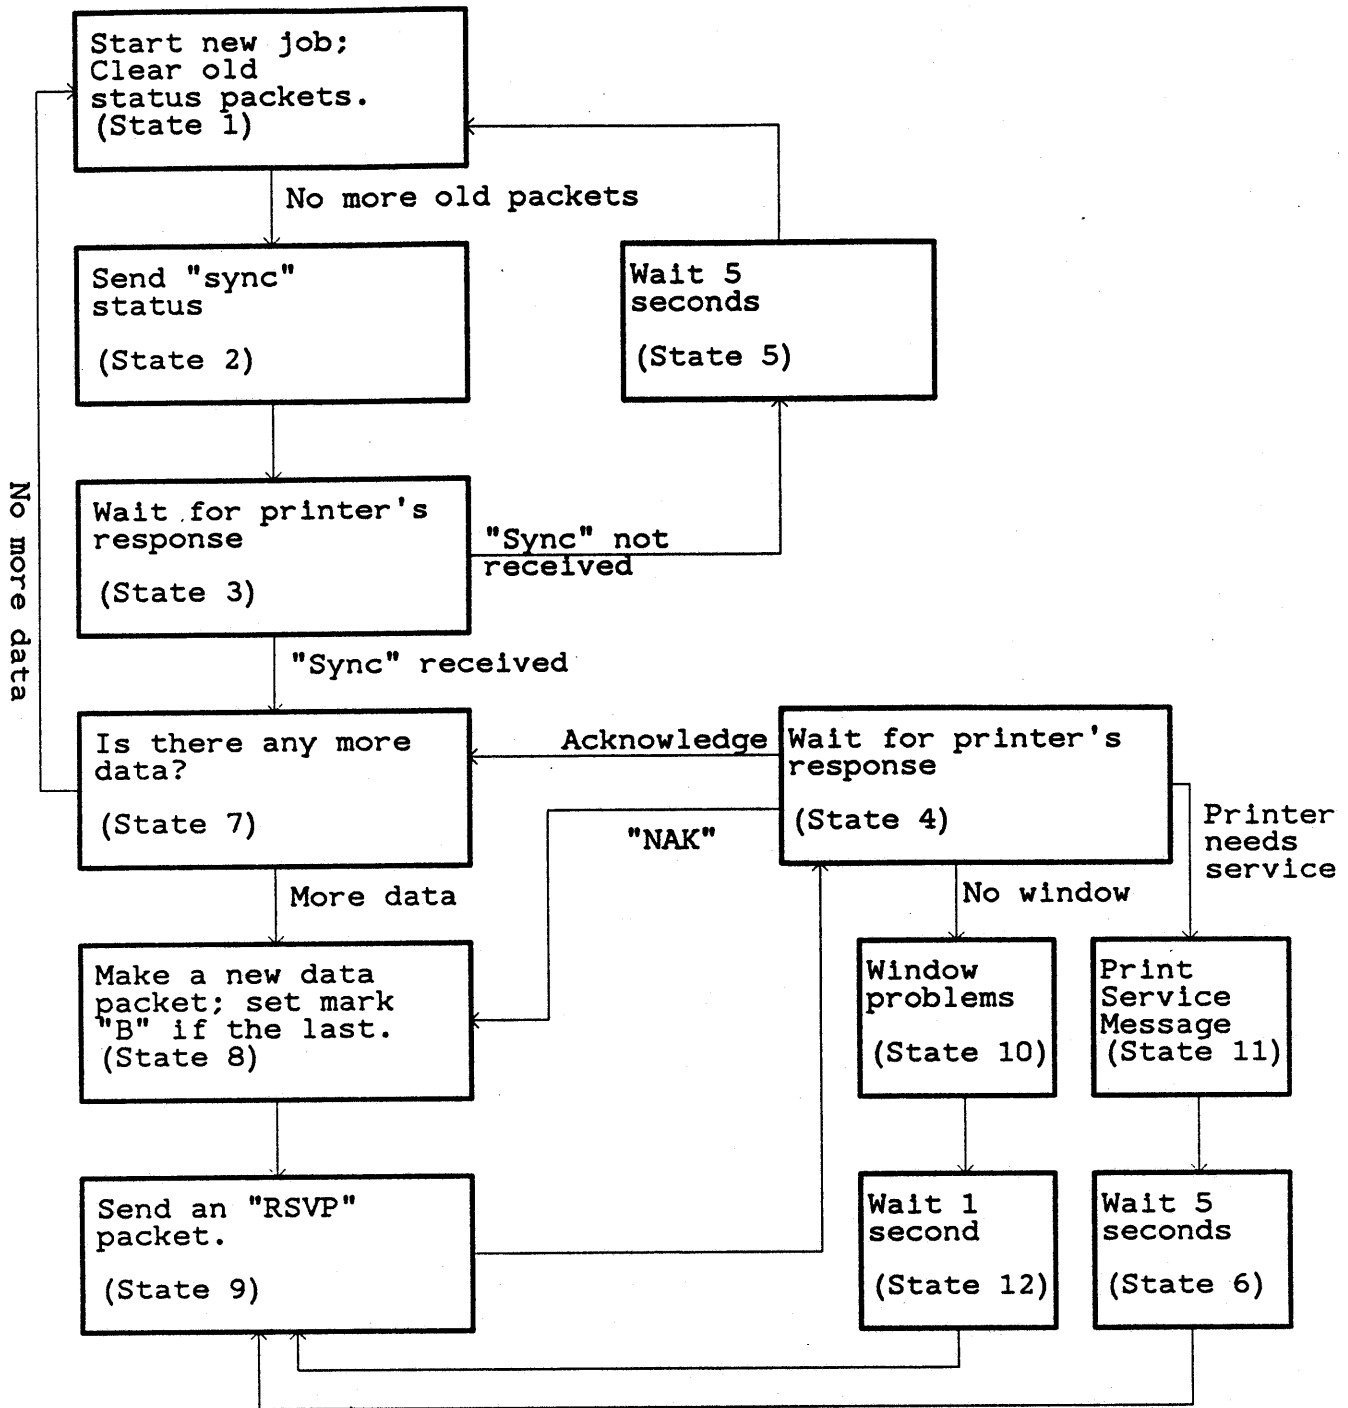 Start new job;
Clear old
status packets.
(State 1)
No more old packets
Send "sync"
status
(State 2)
Wait 5
seconds
(State 5)
Wait for printer's
response
(State 3)
"Sync" not
received
No more data
"Sync" received
Is there any more
data?
(State 7)
Acknowledge
Wait for printer's
response
(State 4)
"NAK"
Printer
needs
service
More data
No window
Make a new data
packet; set mark
"B" if the last.
(State 8)
Window
problems
(State 10)
Print
Service
Message
(State 11)
Send an "RSVP"
packet.
(State 9)
Wait 1
second
(State 12)
Wait 5
seconds
(State 6)